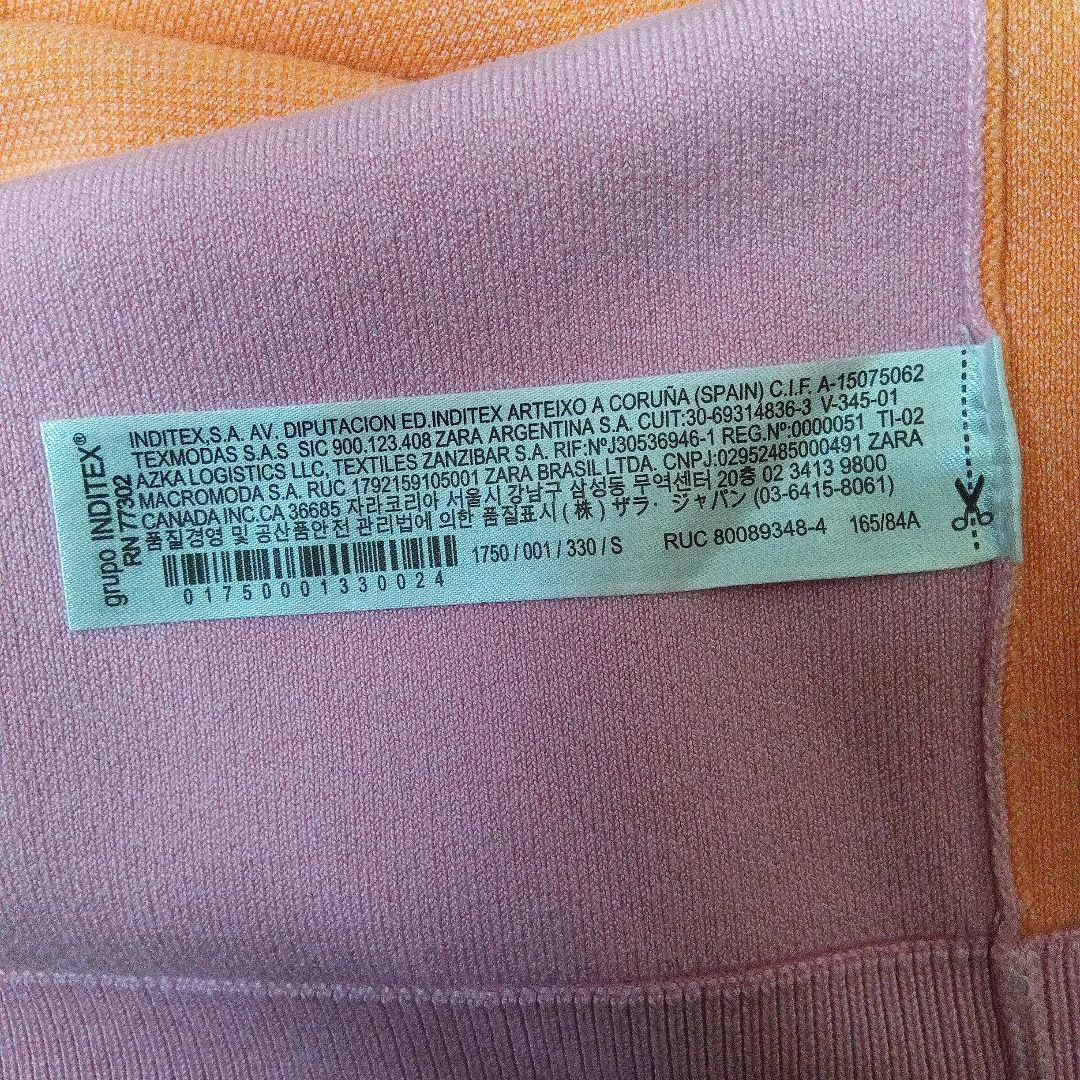 grupo INDITEX®
RN 77302
INDITEX,S.A. AV. DIPUTACION ED.INDITEX ARTEIXO A CORUÑA (SPAIN) C.I.F. A-15075062
TEXMODAS S.A.S SIC 900.123.408 ZARA ARGENTINA S.A. CUIT:30-69314836-3 V-345-01
AZKA LOGISTICS LLC, TEXTILES ZANZIBAR S.A. RIF:NºJ30536946-1 REG.Nº:0000051 TI-02
MACROMODA S.A. RUC 1792159105001 ZARA BRASIL LTDA. CNPJ:02952485000491 ZARA
CANADA INC.CA 36685 자라코리아 서울시 강남구 삼성동 무역센터 20층 02 3413 9800
품질경영 및 공산품안전 관리법에 의한 품질표시 ( 株 ) ザラ・ジャパン (03-6415-8061)
1750 / 001 / 330 / S RUC 80089348-4 165/84A
01750001330024